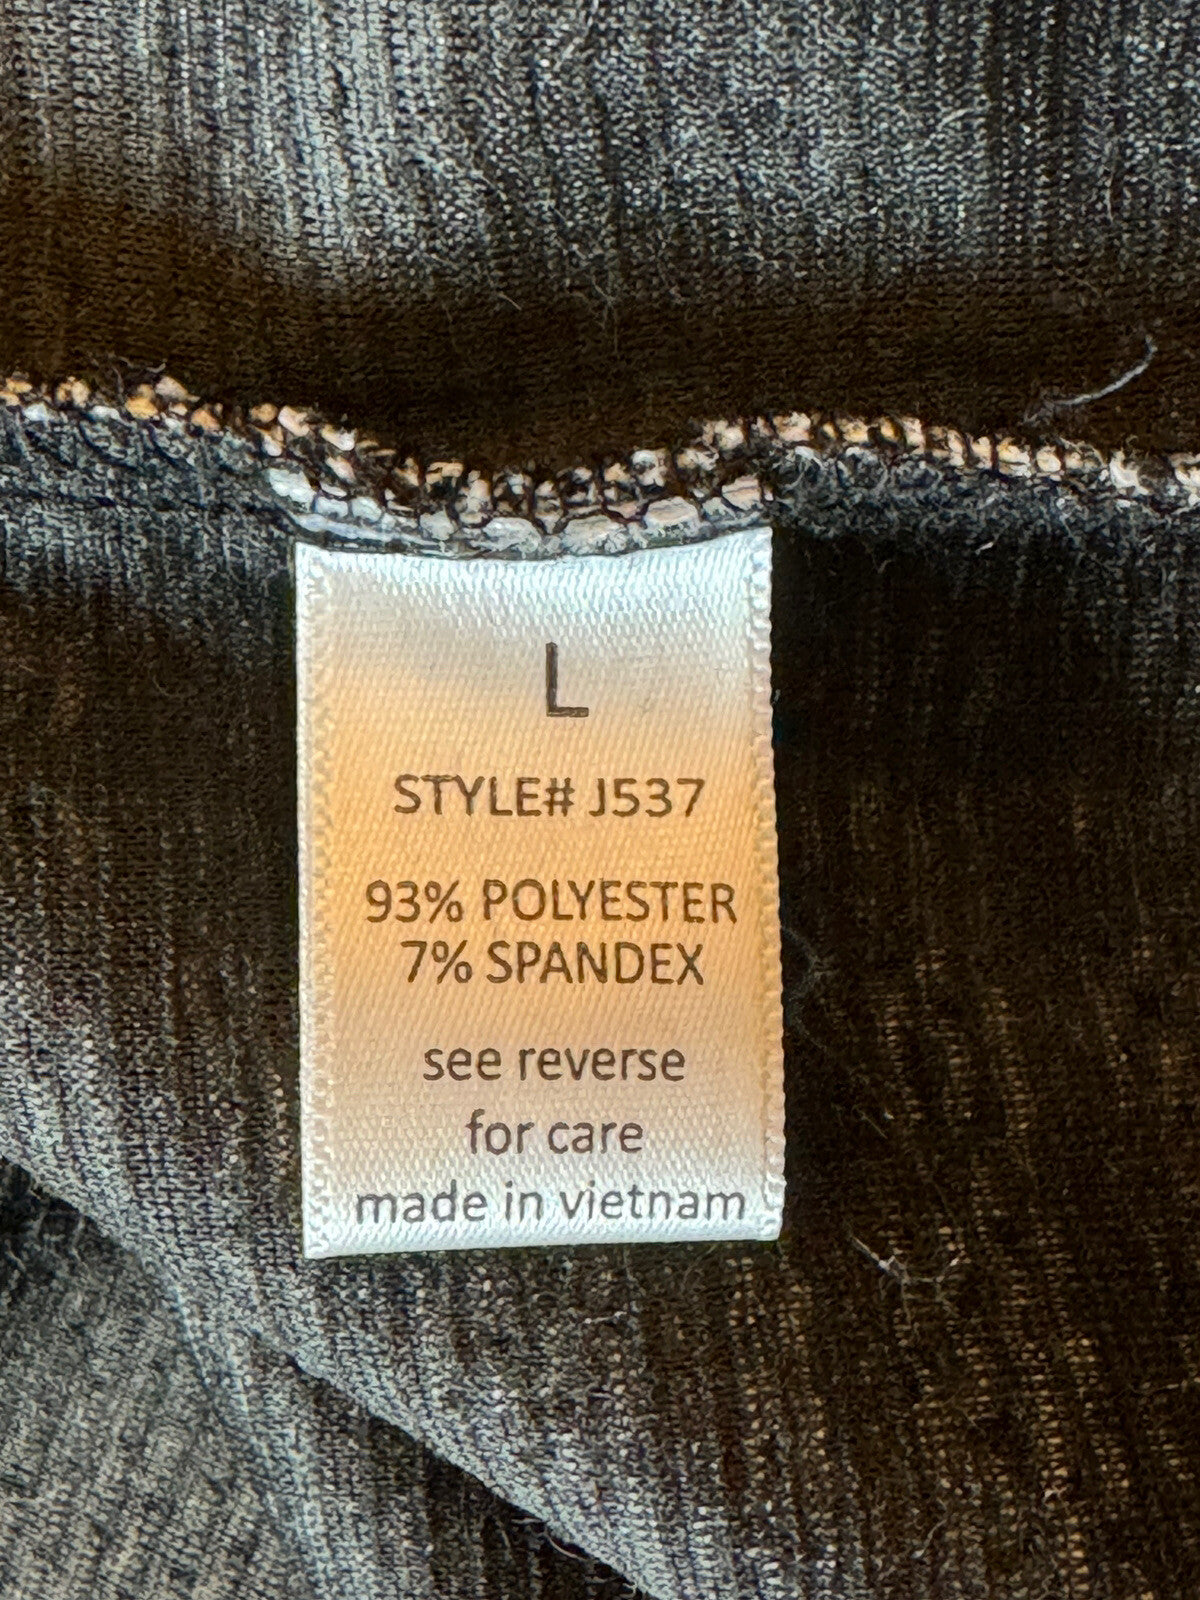 L
STYLE# J537
93% POLYESTER
7% SPANDEX
see reverse
for care
made in vietnam